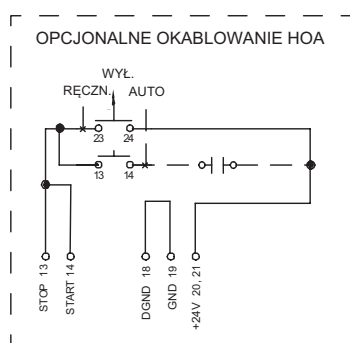 OPCJONALNE OKABLOWANIE HOA
WYŁ.
RĘCZN. AUTO
23 24
13 14
STOP 13
START 14
DGND 18
GND 19
+24V 20, 21